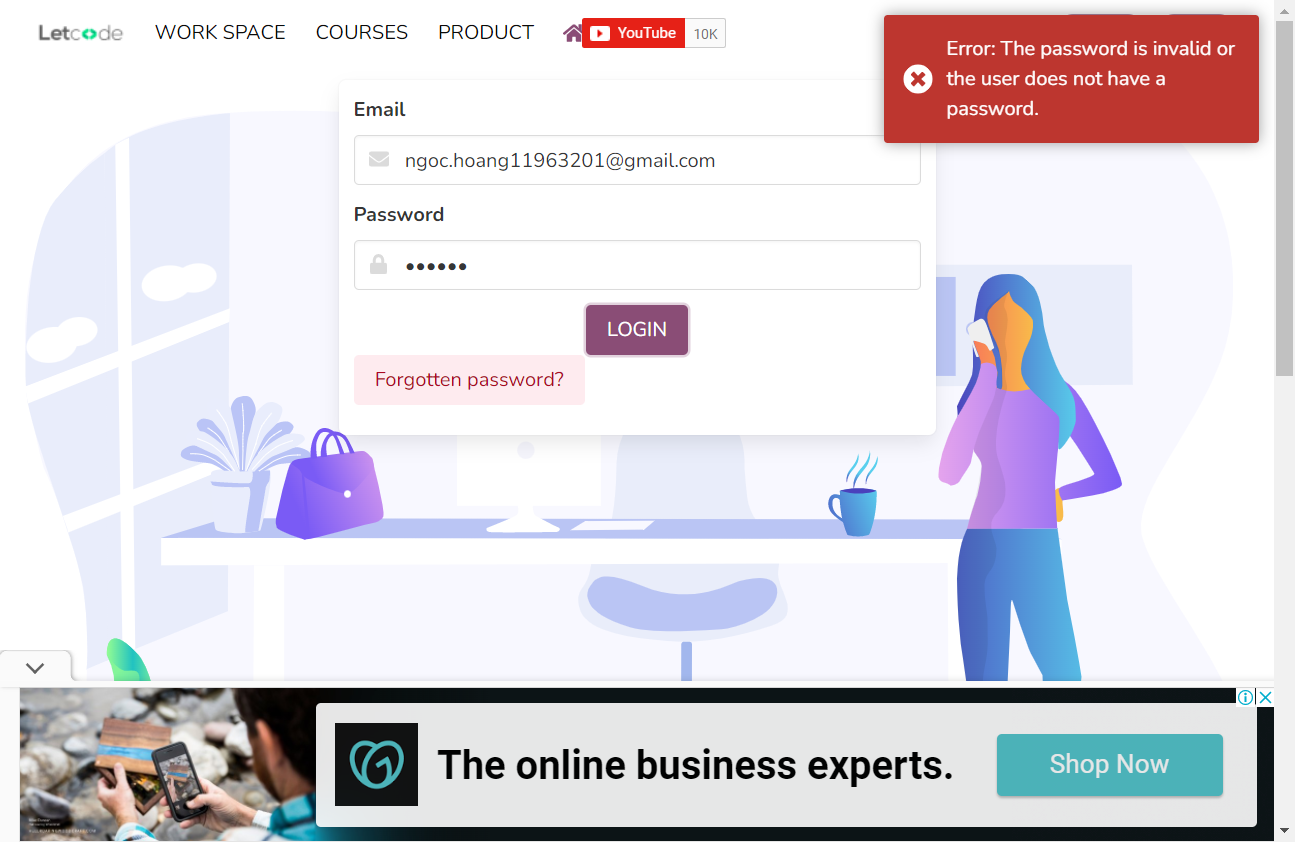 Letcode
WORK SPACE
COURSES
PRODUCT
YouTube
10K
Error: The password is invalid or
the user does not have a
password.
Email
ngoc.hoang11963201@gmail.com
Password
LOGIN
Forgotten password?
The online business experts.
Shop Now